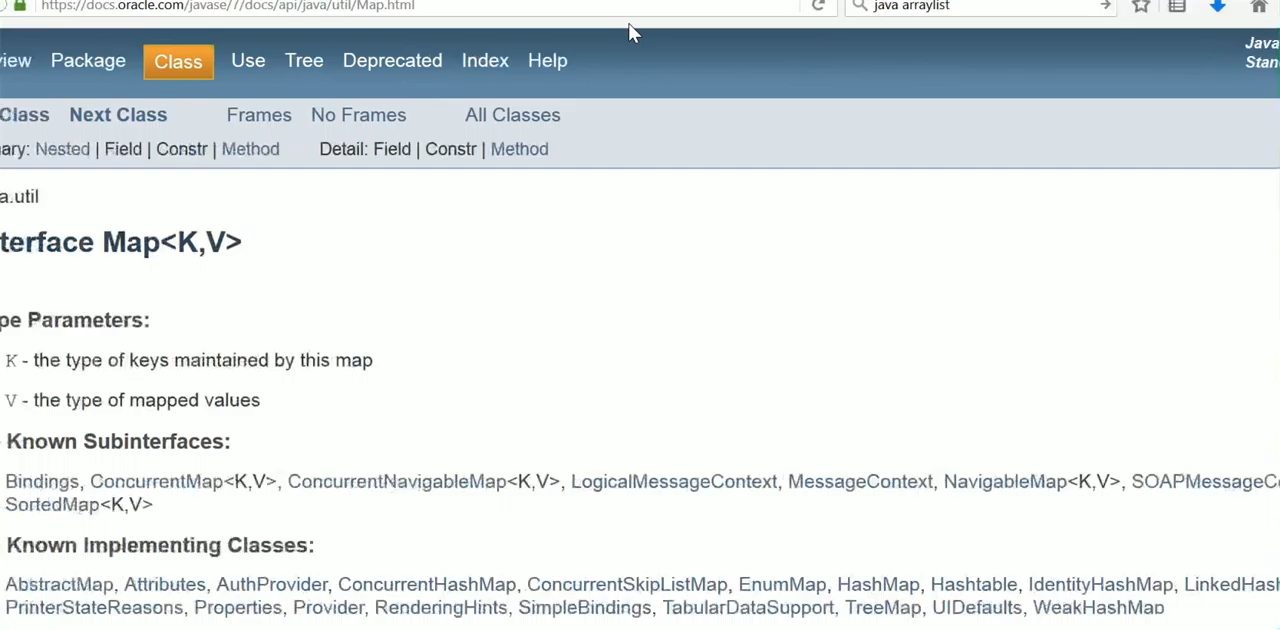 https://docs.oracle.com/javase///docs/api/java/util/Map.html java arraylist
view Package Class Use Tree Deprecated Index Help
Java
Stan
Class Next Class Frames No Frames All Classes
ary: Nested | Field | Constr | Method Detail: Field | Constr | Method
a.util
terface Map<K,V>
pe Parameters:
K - the type of keys maintained by this map
V - the type of mapped values
Known Subinterfaces:
Bindings, ConcurrentMap<K,V>, ConcurrentNavigableMap<K,V>, LogicalMessageContext, MessageContext, NavigableMap<K,V>, SOAPMessageCo
SortedMap<K,V>
Known Implementing Classes:
AbstractMap, Attributes, AuthProvider, ConcurrentHashMap, ConcurrentSkipListMap, EnumMap, HashMap, Hashtable, IdentityHashMap, LinkedHash
PrinterStateReasons, Properties, Provider, RenderingHints, SimpleBindings, TabularDataSupport, TreeMap, UIDefaults, WeakHashMap